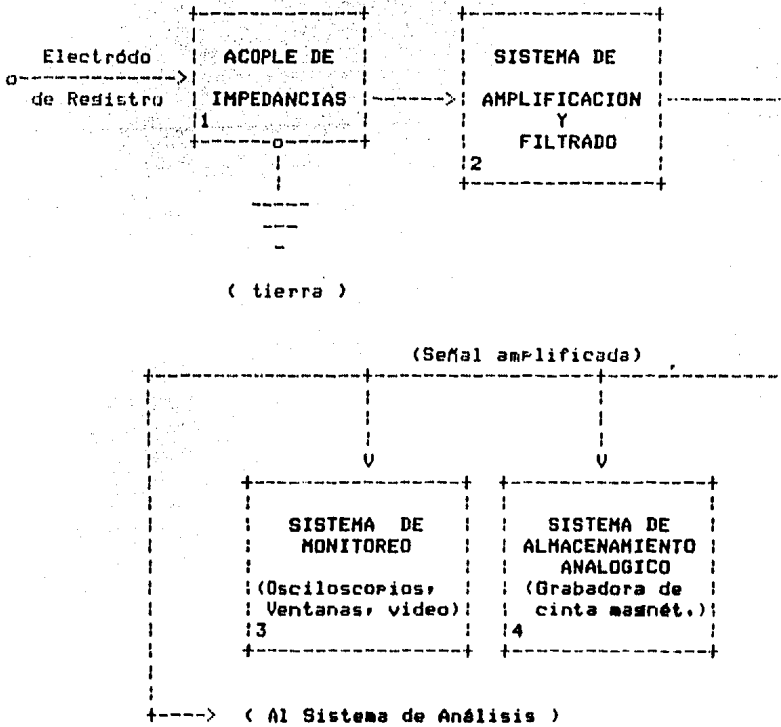 Electródo
de Registro
ACOPLE DE
IMPEDANCIAS
1
SISTEMA DE
AMPLIFICACION
Y
FILTRADO
2
( tierra )
(Señal amplificada)
SISTEMA DE
MONITOREO
(Osciloscopios,
Ventanas, video)
3
SISTEMA DE
ALMACENAMIENTO
ANALOGICO
(Grabadora de
cinta magnét.)
4
( Al Sistema de Análisis )